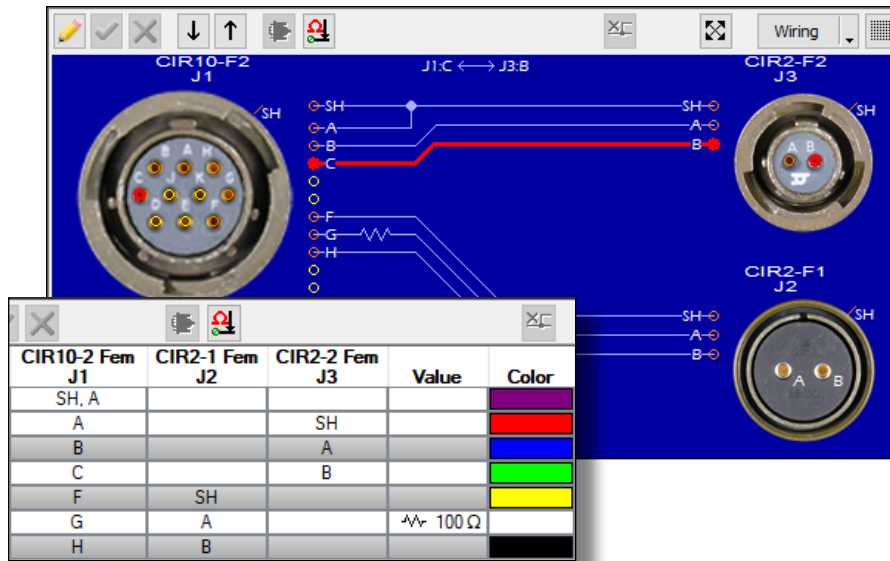 Wiring
CIR10-F2
J1
J1:C ⟷ J3:B
CIR2-F2
J3
SH
SH
SH
SH
A
A
B
B
C
F
G
H
B A H
C J K G
D E F
A B
CIR2-F1
J2
SH
SH
A
B
A B
CIR10-2 Fem J1 CIR2-1 Fem J2 CIR2-2 Fem J3 Value Color
SH, A
A SH
B A
C B
F SH
G A 100 Ω
H B